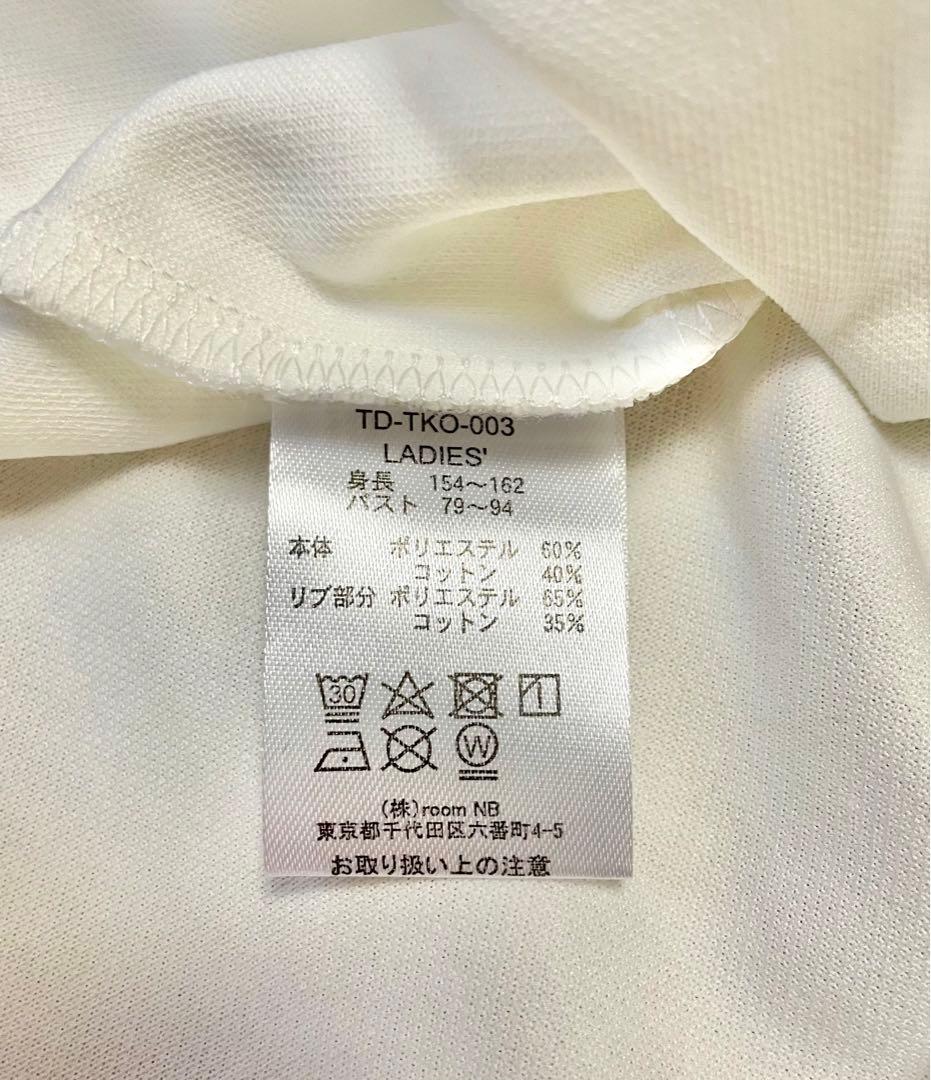 TD-TKO-003
LADIES'
身長 154〜162
バスト 79〜94
本体 ポリエステル 60%
コットン 40%
リブ部分 ポリエステル 65%
コットン 35%
30
W
(株)room NB
東京都千代田区六番町4-5
お取り扱い上の注意